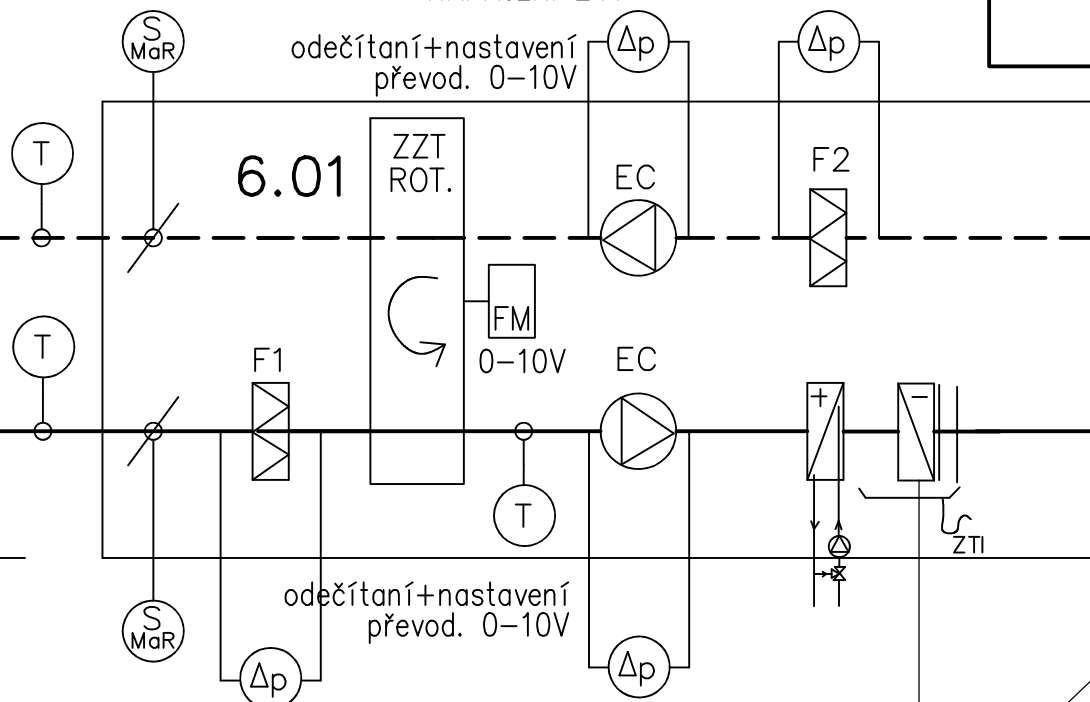 S
MaR
odečítaní+nastavení
převod. 0-10V
Δp
Δp
T
6.01
ZZT
ROT.
EC
F2
T
F1
FM
0-10V
EC
+
-
T
ZTI
odečítaní+nastavení
převod. 0-10V
S
MaR
Δp
Δp